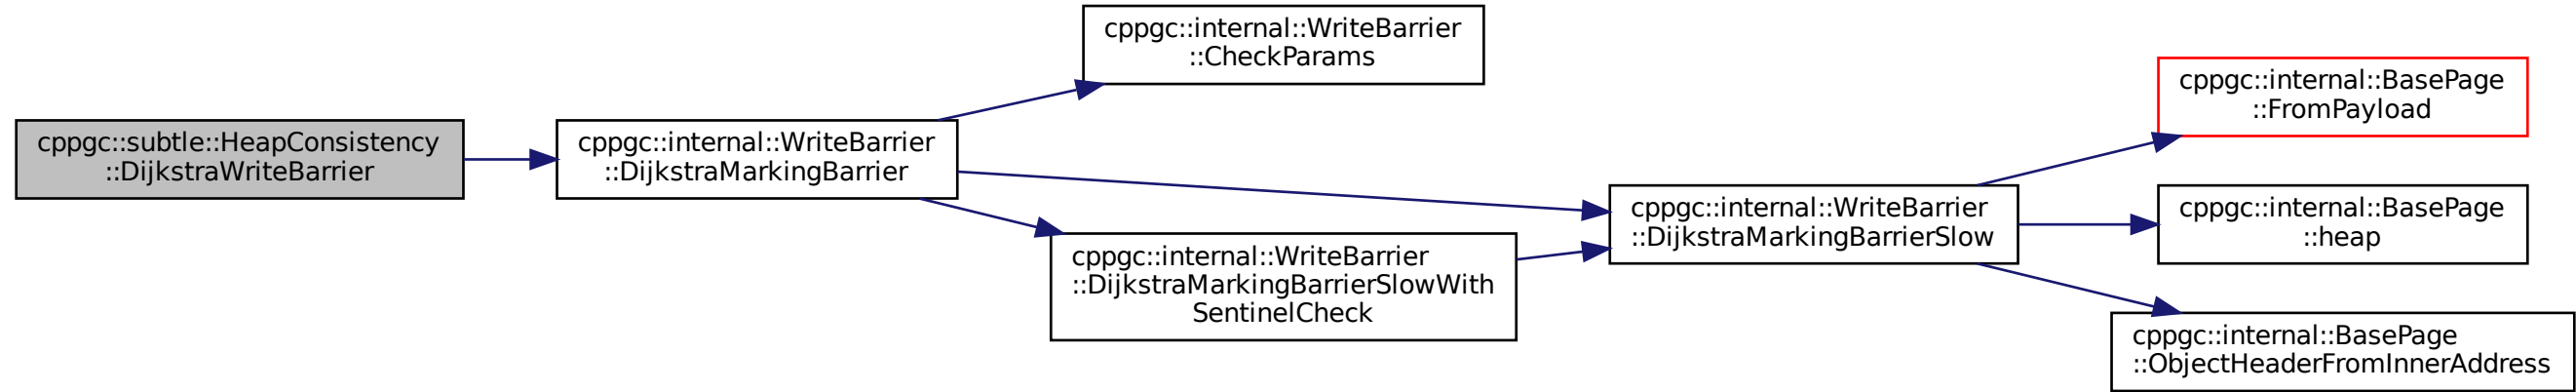 cppgc::subtle::HeapConsistency
::DijkstraWriteBarrier
cppgc::internal::WriteBarrier
::DijkstraMarkingBarrier
cppgc::internal::WriteBarrier
::CheckParams
cppgc::internal::WriteBarrier
::DijkstraMarkingBarrierSlowWith
SentinelCheck
cppgc::internal::WriteBarrier
::DijkstraMarkingBarrierSlow
cppgc::internal::BasePage
::FromPayload
cppgc::internal::BasePage
::heap
cppgc::internal::BasePage
::ObjectHeaderFromInnerAddress